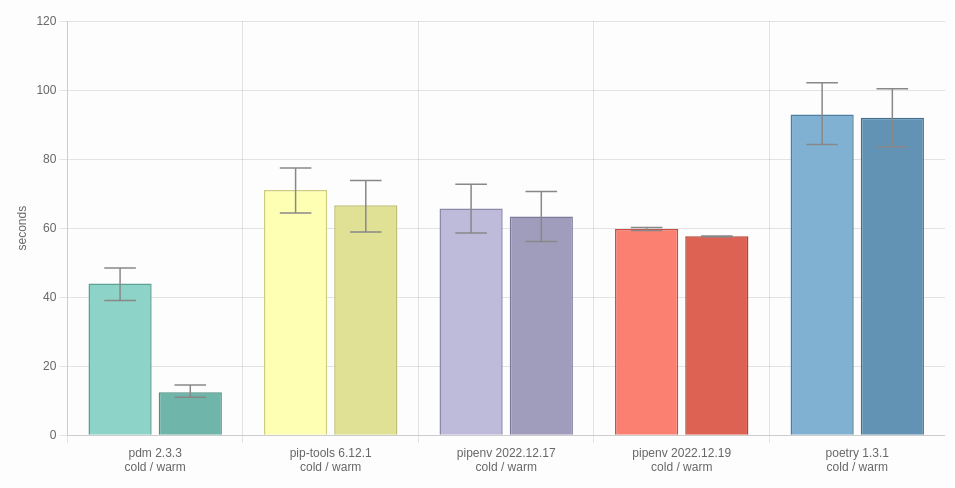 120
100
80
60
40
20
0
seconds
pdm 2.3.3
cold / warm
pip-tools 6.12.1
cold / warm
pipenv 2022.12.17
cold / warm
pipenv 2022.12.19
cold / warm
poetry 1.3.1
cold / warm